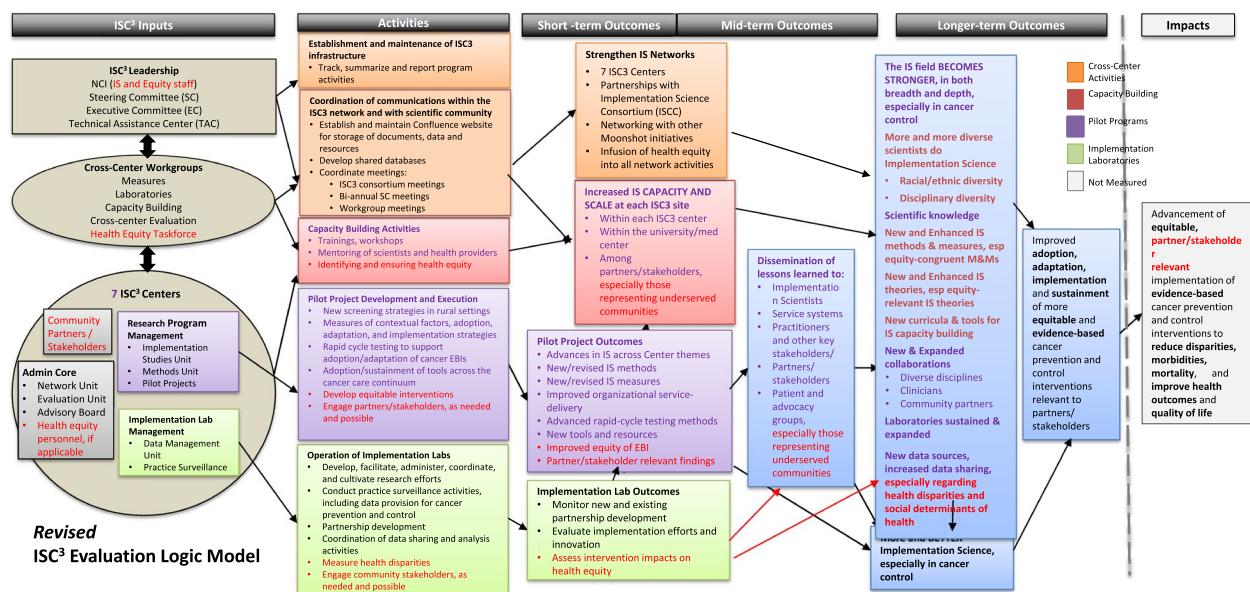 ISC³ Inputs
Activities
Short -term Outcomes
Mid-term Outcomes
Longer-term Outcomes
Impacts
ISC³ Leadership
NCI (IS and Equity staff)
Steering Committee (SC)
Executive Committee (EC)
Technical Assistance Center (TAC)
Cross-Center Workgroups
Measures
Laboratories
Capacity Building
Cross-center Evaluation
Health Equity Taskforce
7 ISC³ Centers
Community
Partners /
Stakeholders
Admin Core
• Network Unit
• Evaluation Unit
• Advisory Board
• Health equity
personnel, if
applicable
Research Program
Management
• Implementation
Studies Unit
• Methods Unit
• Pilot Projects
Implementation Lab
Management
• Data Management
Unit
• Practice Surveillance
Revised
ISC³ Evaluation Logic Model
Establishment and maintenance of ISC3
infrastructure
• Track, summarize and report program
activities
Coordination of communications within the
ISC3 network and with scientific community
• Establish and maintain Confluence website
for storage of documents, data and
resources
• Develop shared databases
• Coordinate meetings:
• ISC3 consortium meetings
• Bi-annual SC meetings
• Workgroup meetings
Capacity Building Activities
• Trainings, workshops
• Mentoring of scientists and health providers
• Identifying and ensuring health equity
Pilot Project Development and Execution
• New screening strategies in rural settings
• Measures of contextual factors, adoption,
adaptation, and implementation strategies
• Rapid cycle testing to support
adoption/adaptation of cancer EBIs
• Adoption/sustainment of tools across the
cancer care continuum
• Develop equitable interventions
• Engage partners/stakeholders, as needed
and possible
Operation of Implementation Labs
• Develop, facilitate, administer, coordinate,
and cultivate research efforts
• Conduct practice surveillance activities,
including data provision for cancer
prevention and control
• Partnership development
• Coordination of data sharing and analysis
activities
• Measure health disparities
• Engage community stakeholders, as
needed and possible
Strengthen IS Networks
• 7 ISC3 Centers
• Partnerships with
Implementation Science
Consortium (ISCC)
• Networking with other
Moonshot initiatives
• Infusion of health equity
into all network activities
Increased IS CAPACITY AND
SCALE at each ISC3 site
• Within each ISC3 center
• Within the university/med
center
• Among
partners/stakeholders,
especially those
representing underserved
communities
Pilot Project Outcomes
• Advances in IS across Center themes
• New/revised IS methods
• New/revised IS measures
• Improved organizational service-
delivery
• Advanced rapid-cycle testing methods
• New tools and resources
• Improved equity of EBI
• Partner/stakeholder relevant findings
Implementation Lab Outcomes
• Monitor new and existing
partnership development
• Evaluate implementation efforts and
innovation
• Assess intervention impacts on
health equity
Dissemination of
lessons learned to:
• Implementatio
n Scientists
• Service systems
• Practitioners
and other key
stakeholders/
• Partners/
stakeholders
• Patient and
advocacy
groups,
especially those
representing
underserved
communities
The IS field BECOMES
STRONGER, in both
breadth and depth,
especially in cancer
control
More and more diverse
scientists do
Implementation Science
• Racial/ethnic diversity
• Disciplinary diversity
Scientific knowledge
New and Enhanced IS
methods & measures, esp
equity-congruent M&Ms
New and Enhanced IS
theories, esp equity-
relevant IS theories
New curricula & tools for
IS capacity building
New & Expanded
collaborations
• Diverse disciplines
• Clinicians
• Community partners
Laboratories sustained &
expanded
New data sources,
increased data sharing,
especially regarding
health disparities and
social determinants of
health
More and BETTER
Implementation Science,
especially in cancer
control
Improved
adoption,
adaptation,
implementation
and sustainment
of more
equitable and
evidence-based
cancer
prevention and
control
interventions
relevant to
partners/
stakeholders
Cross-Center
Activities
Capacity Building
Pilot Programs
Implementation
Laboratories
Not Measured
Advancement of
equitable,
partner/stakeholde
r
relevant
implementation of
evidence-based
cancer prevention
and control
interventions to
reduce disparities,
morbidities,
mortality, and
improve health
outcomes and
quality of life